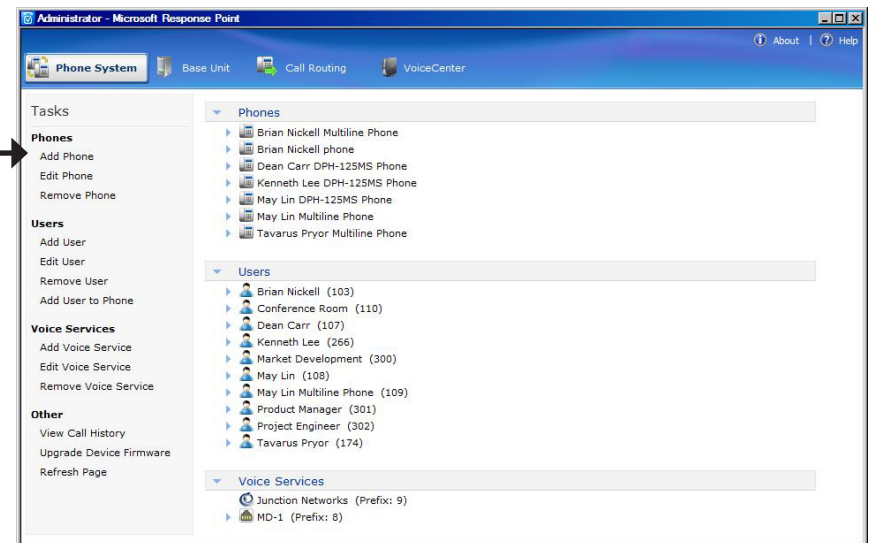 Administrator - Microsoft Response Point
About | Help
Phone System Base Unit Call Routing VoiceCenter
Tasks
Phones
Add Phone
Edit Phone
Remove Phone
Users
Add User
Edit User
Remove User
Add User to Phone
Voice Services
Add Voice Service
Edit Voice Service
Remove Voice Service
Other
View Call History
Upgrade Device Firmware
Refresh Page
Phones
Brian Nickell Multiline Phone
Brian Nickell phone
Dean Carr DPH-125MS Phone
Kenneth Lee DPH-125MS Phone
May Lin DPH-125MS Phone
May Lin Multiline Phone
Tavarus Pryor Multiline Phone
Users
Brian Nickell (103)
Conference Room (110)
Dean Carr (107)
Kenneth Lee (266)
Market Development (300)
May Lin (108)
May Lin Multiline Phone (109)
Product Manager (301)
Project Engineer (302)
Tavarus Pryor (174)
Voice Services
Junction Networks (Prefix: 9)
MD-1 (Prefix: 8)